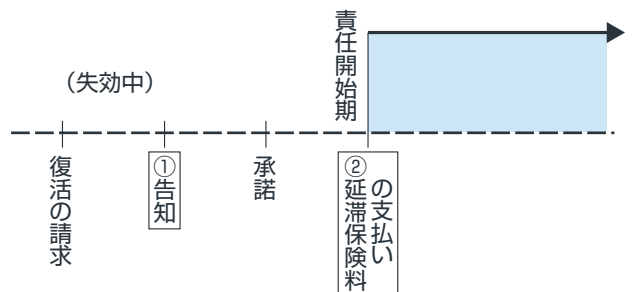 責任開始期
（失効中）
復活の請求
①告知
承諾
②延滞保険料
の支払い